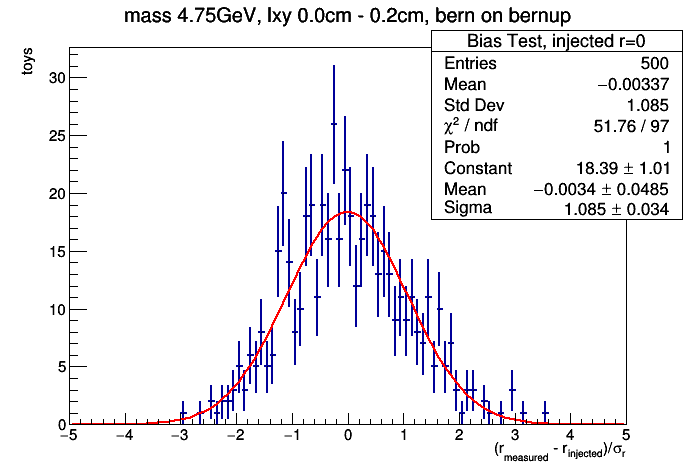 mass 4.75GeV, lxy 0.0cm - 0.2cm, bern on bernup
toys
Bias Test, injected r=0
Entries 500
Mean −0.00337
Std Dev 1.085
χ² / ndf 51.76 / 97
Prob 1
Constant 18.39 ± 1.01
Mean −0.0034 ± 0.0485
Sigma 1.085 ± 0.034
30
25
20
15
10
5
0
−5 −4 −3 −2 −1 0 1 2 3 4 5
(r measured - r injected)/σr